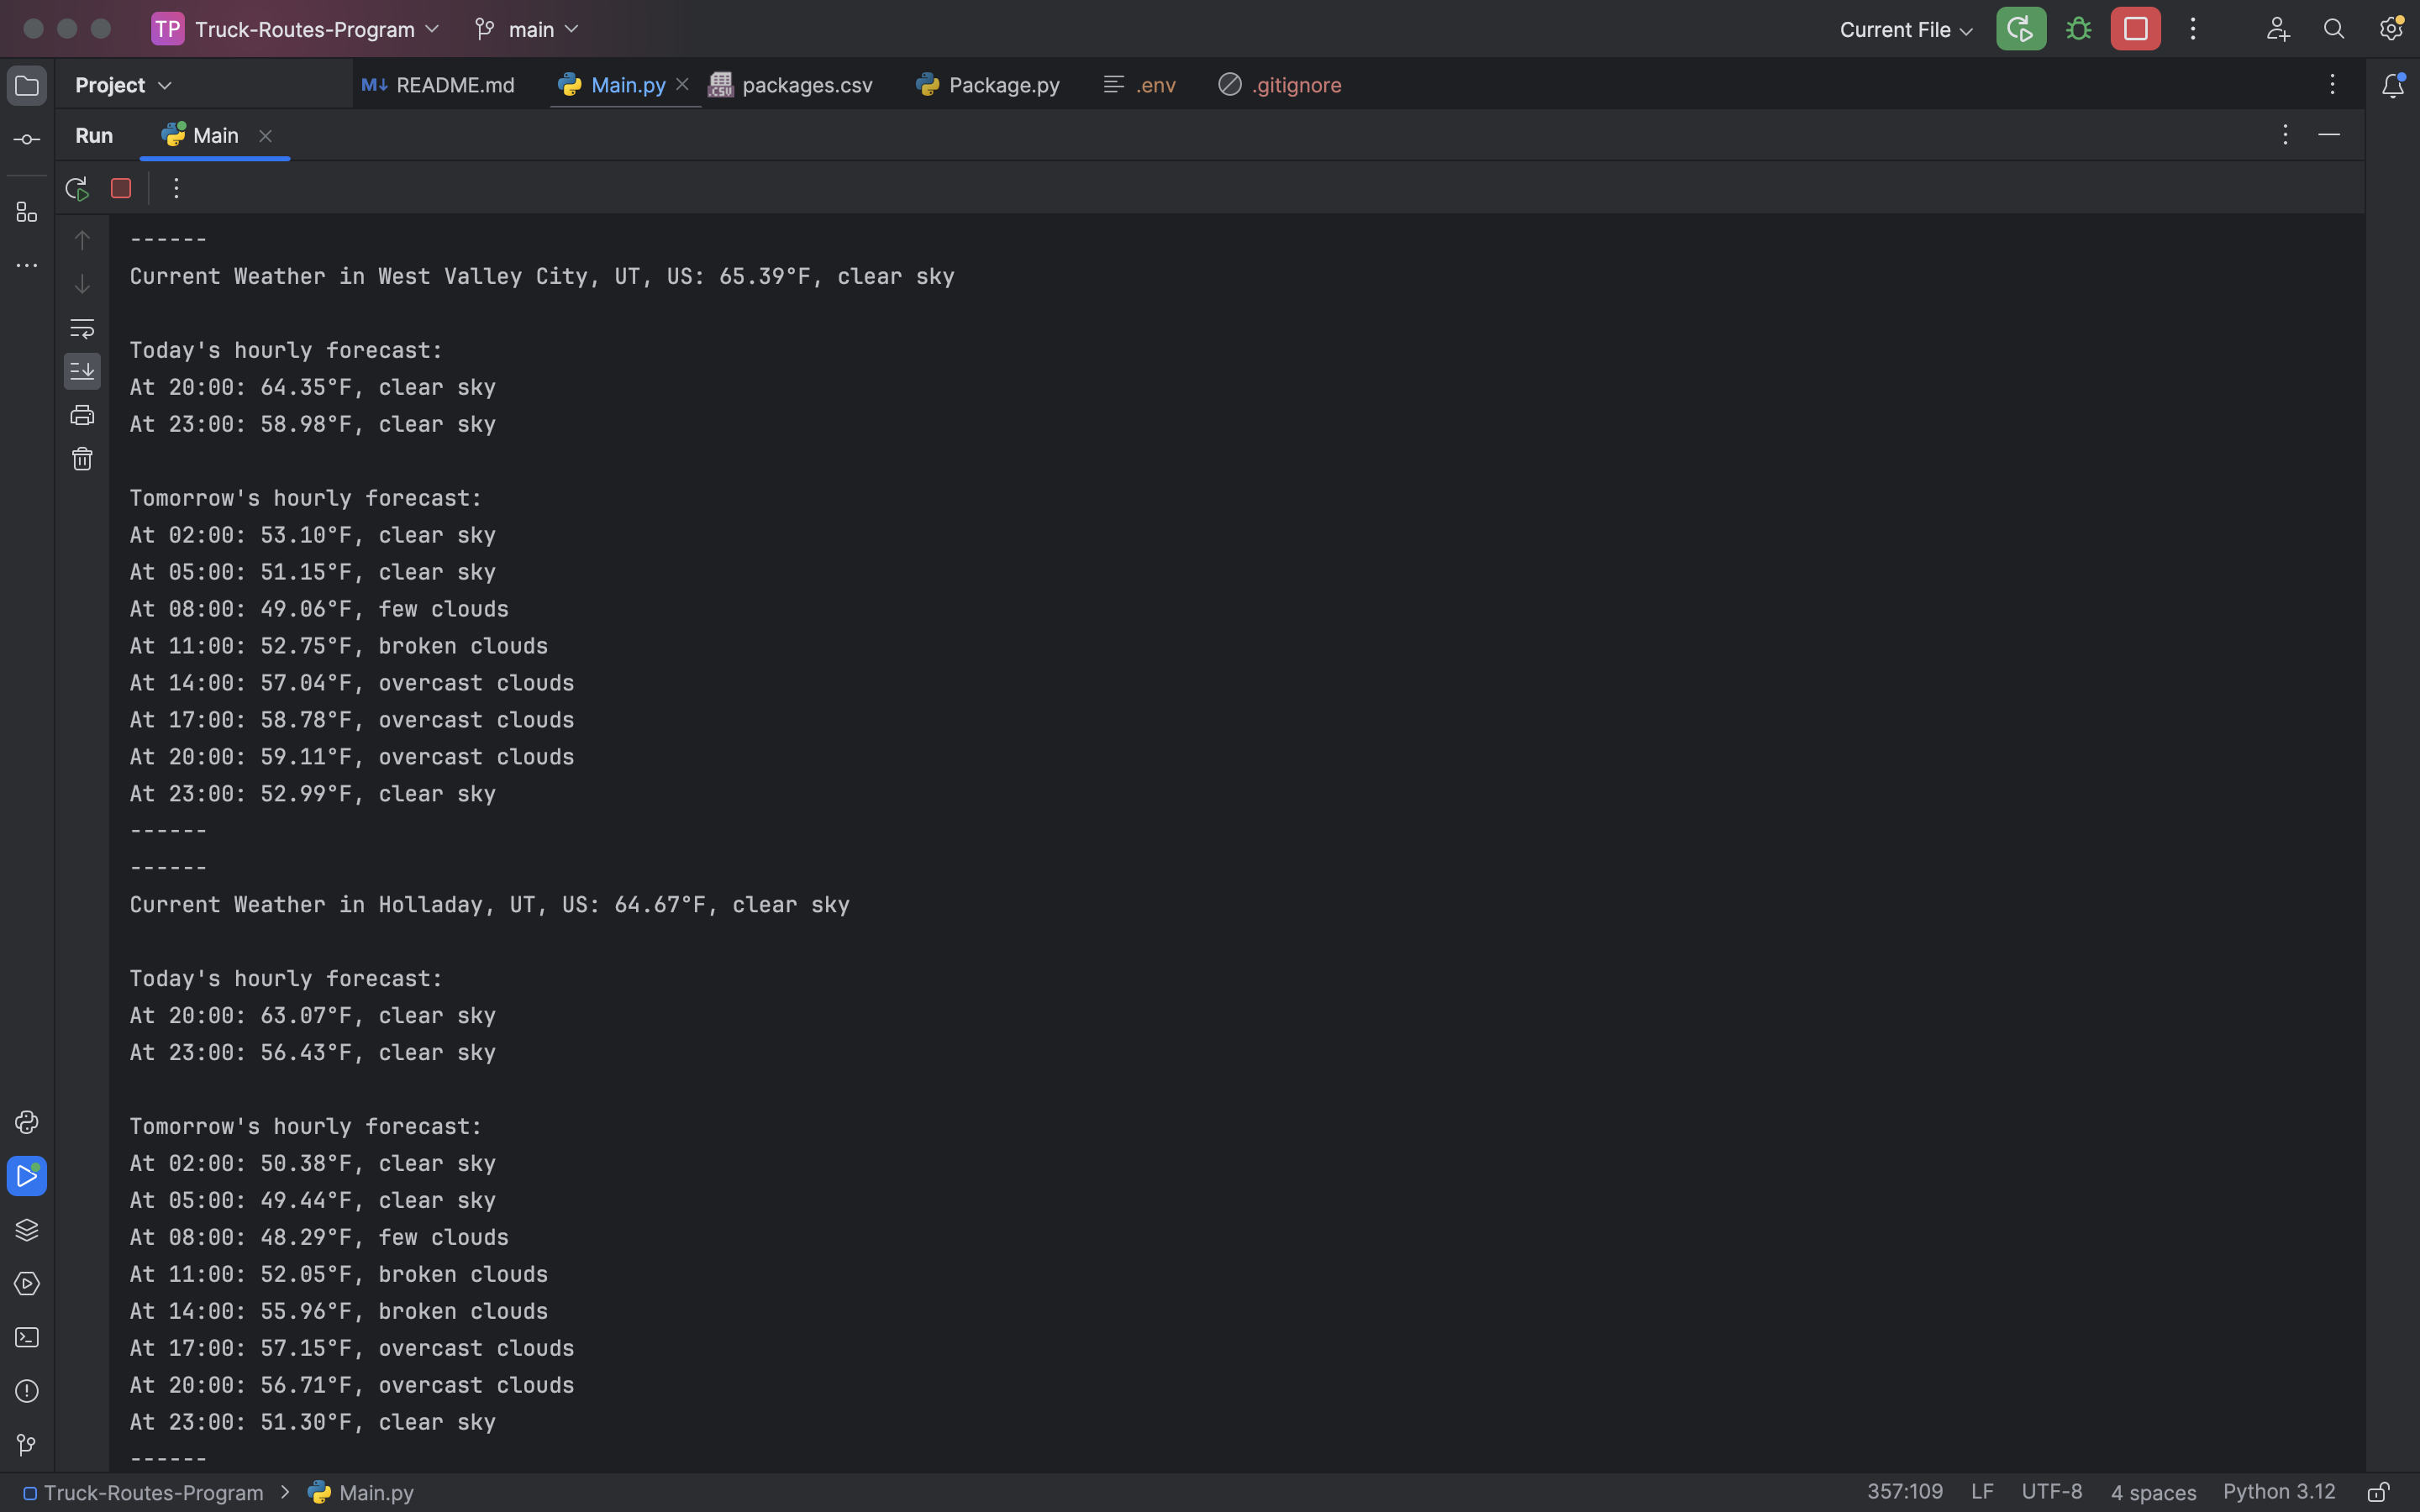 TP Truck-Routes-Program main Current File
Project M↓ README.md Main.py packages.csv Package.py .env .gitignore
Run Main
------
Current Weather in West Valley City, UT, US: 65.39°F, clear sky
Today's hourly forecast:
At 20:00: 64.35°F, clear sky
At 23:00: 58.98°F, clear sky
Tomorrow's hourly forecast:
At 02:00: 53.10°F, clear sky
At 05:00: 51.15°F, clear sky
At 08:00: 49.06°F, few clouds
At 11:00: 52.75°F, broken clouds
At 14:00: 57.04°F, overcast clouds
At 17:00: 58.78°F, overcast clouds
At 20:00: 59.11°F, overcast clouds
At 23:00: 52.99°F, clear sky
------
------
Current Weather in Holladay, UT, US: 64.67°F, clear sky
Today's hourly forecast:
At 20:00: 63.07°F, clear sky
At 23:00: 56.43°F, clear sky
Tomorrow's hourly forecast:
At 02:00: 50.38°F, clear sky
At 05:00: 49.44°F, clear sky
At 08:00: 48.29°F, few clouds
At 11:00: 52.05°F, broken clouds
At 14:00: 55.96°F, broken clouds
At 17:00: 57.15°F, overcast clouds
At 20:00: 56.71°F, overcast clouds
At 23:00: 51.30°F, clear sky
------
Truck-Routes-Program > Main.py 357:109 LF UTF-8 4 spaces Python 3.12